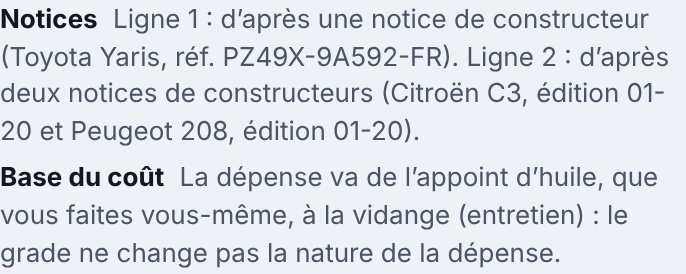 Notices Ligne 1 : d’après une notice de constructeur
(Toyota Yaris, réf. PZ49X-9A592-FR). Ligne 2 : d’après
deux notices de constructeurs (Citroën C3, édition 01-
20 et Peugeot 208, édition 01-20).
Base du coût La dépense va de l’appoint d’huile, que
vous faites vous-même, à la vidange (entretien) : le
grade ne change pas la nature de la dépense.